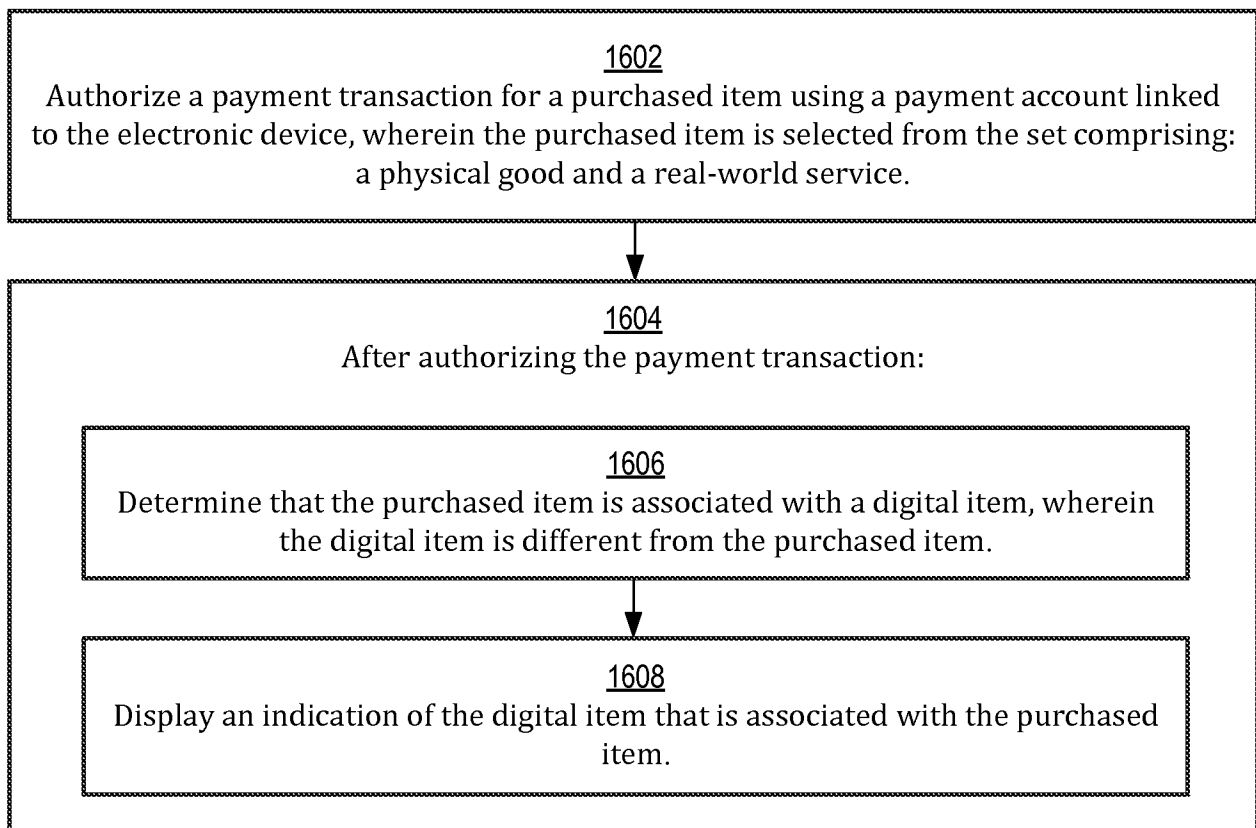 1602
Authorize a payment transaction for a purchased item using a payment account linked
to the electronic device, wherein the purchased item is selected from the set comprising:
a physical good and a real-world service.
1604
After authorizing the payment transaction:
1606
Determine that the purchased item is associated with a digital item, wherein
the digital item is different from the purchased item.
1608
Display an indication of the digital item that is associated with the purchased
item.